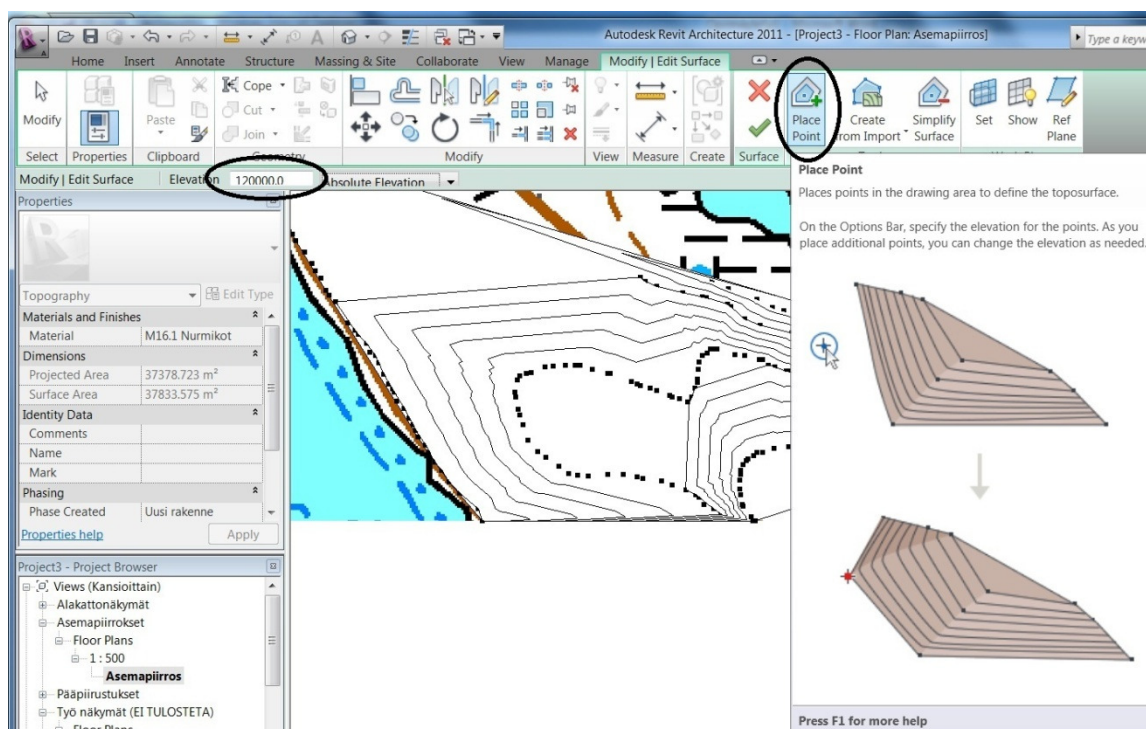 Autodesk Revit Architecture 2011 - [Project3 - Floor Plan: Asemapiirros]
Type a keyw
Home Insert Annotate Structure Massing & Site Collaborate View Manage Modify | Edit Surface
Modify
Paste
Cope
Cut
Join
Place Point
Create from Import
Simplify Surface
Set
Show
Ref Plane
Select Properties Clipboard Geometry Modify View Measure Create Surface
Modify | Edit Surface Elevation 120000.0 Absolute Elevation
Properties
Topography Edit Type
Materials and Finishes
Material M16.1 Nurmikot
Dimensions
Projected Area 37378.723 m²
Surface Area 37833.575 m²
Identity Data
Comments
Name
Mark
Phasing
Phase Created Uusi rakenne
Properties help Apply
Project3 - Project Browser
Views (Kansioittain)
Alakattonäkymät
Asemapiirrokset
Floor Plans
1 : 500
Asemapiirros
Pääpiirustukset
Työ näkymät (EI TULOSTETA)
Floor Plans
Place Point
Places points in the drawing area to define the toposurface.
On the Options Bar, specify the elevation for the points. As you
place additional points, you can change the elevation as needed.
Press F1 for more help